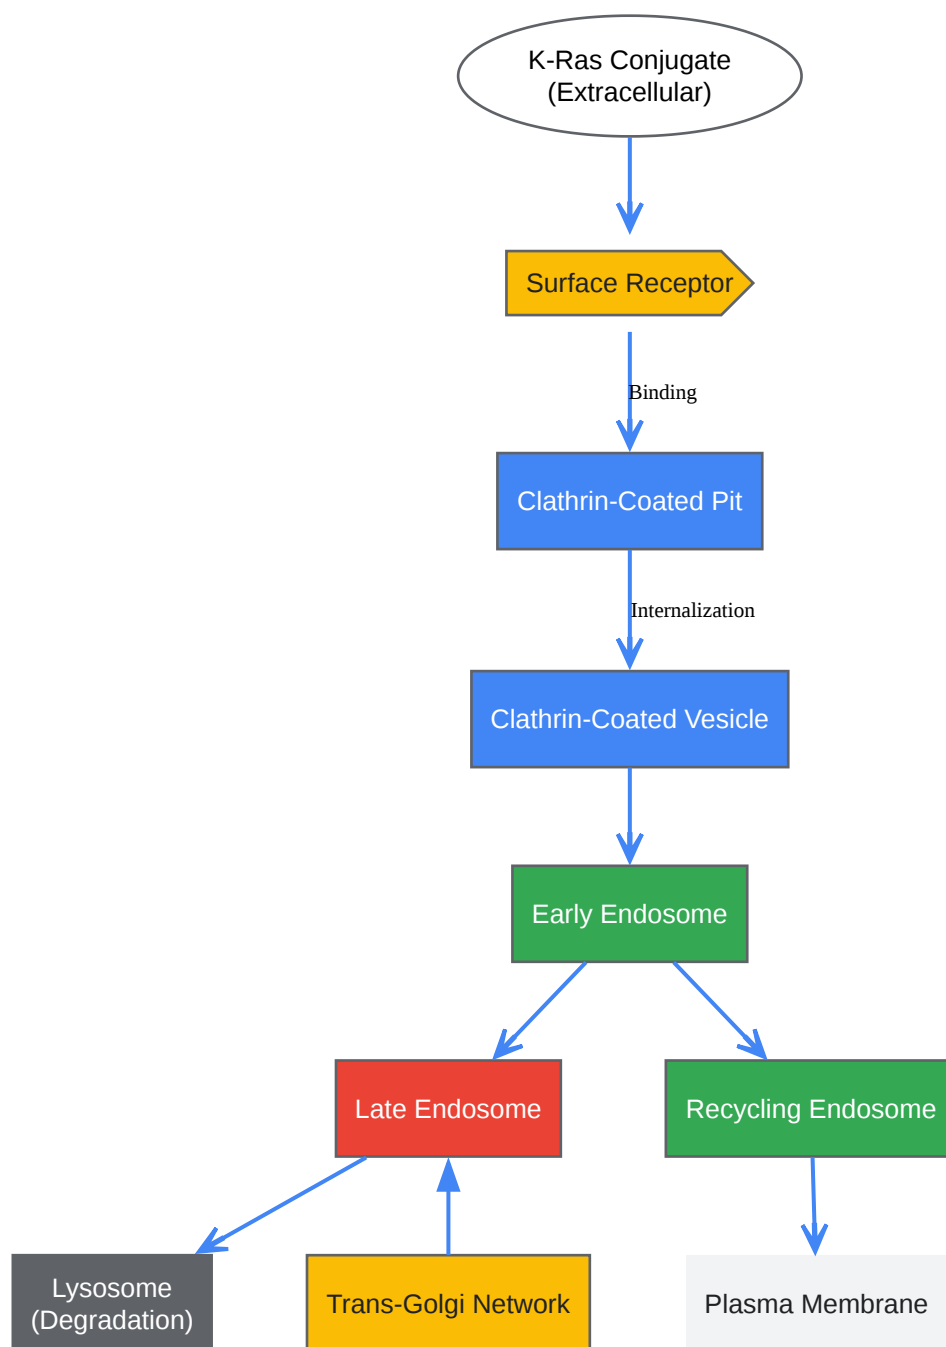 K-Ras Conjugate
(Extracellular)
Surface Receptor
Binding
Clathrin-Coated Pit
Internalization
Clathrin-Coated Vesicle
Early Endosome
Late Endosome
Recycling Endosome
Lysosome
(Degradation)
Trans-Golgi Network
Plasma Membrane